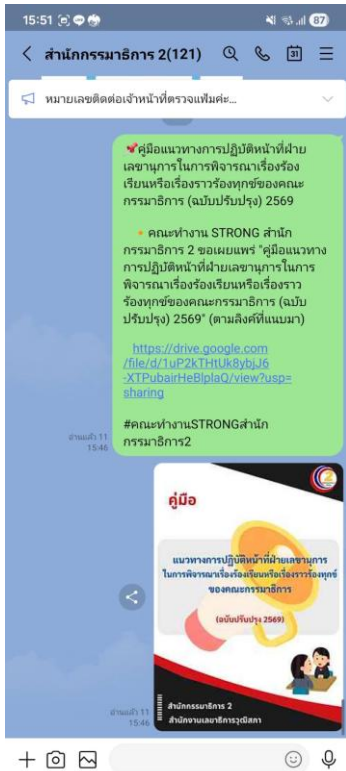 15:51
87
สำนักกรรมาธิการ 2(121)
31
หมายเลขติดต่อเจ้าหน้าที่ตรวจแฟ้มค่ะ...
📌คู่มือแนวทางการปฏิบัติหน้าที่ฝ่าย
เลขานุการในการพิจารณาเรื่องร้อง
เรียนหรือเรื่องราวร้องทุกข์ของคณะ
กรรมาธิการ (ฉบับปรับปรุง) 2569
🔸คณะทำงาน STRONG สำนัก
กรรมาธิการ 2 ขอเผยแพร่ "คู่มือแนวทาง
การปฏิบัติหน้าที่ฝ่ายเลขานุการในการ
พิจารณาเรื่องร้องเรียนหรือเรื่องราว
ร้องทุกข์ของคณะกรรมาธิการ (ฉบับ
ปรับปรุง) 2569" (ตามลิงค์ที่แนบมา)
https://drive.google.com
/file/d/1uP2kTHtUk8ybjJ6
-XTPubairHeBlplaQ/view?usp=
sharing
#คณะทำงานSTRONGสำนัก
กรรมาธิการ2
อ่านแล้ว 11
15:46
2
คู่มือ
แนวทางการปฏิบัติหน้าที่ฝ่ายเลขานุการ
ในการพิจารณาเรื่องร้องเรียนหรือเรื่องราวร้องทุกข์
ของคณะกรรมาธิการ
(ฉบับปรับปรุง 2569)
สำนักกรรมาธิการ 2
สำนักงานเลขาธิการวุฒิสภา
อ่านแล้ว 11
15:46